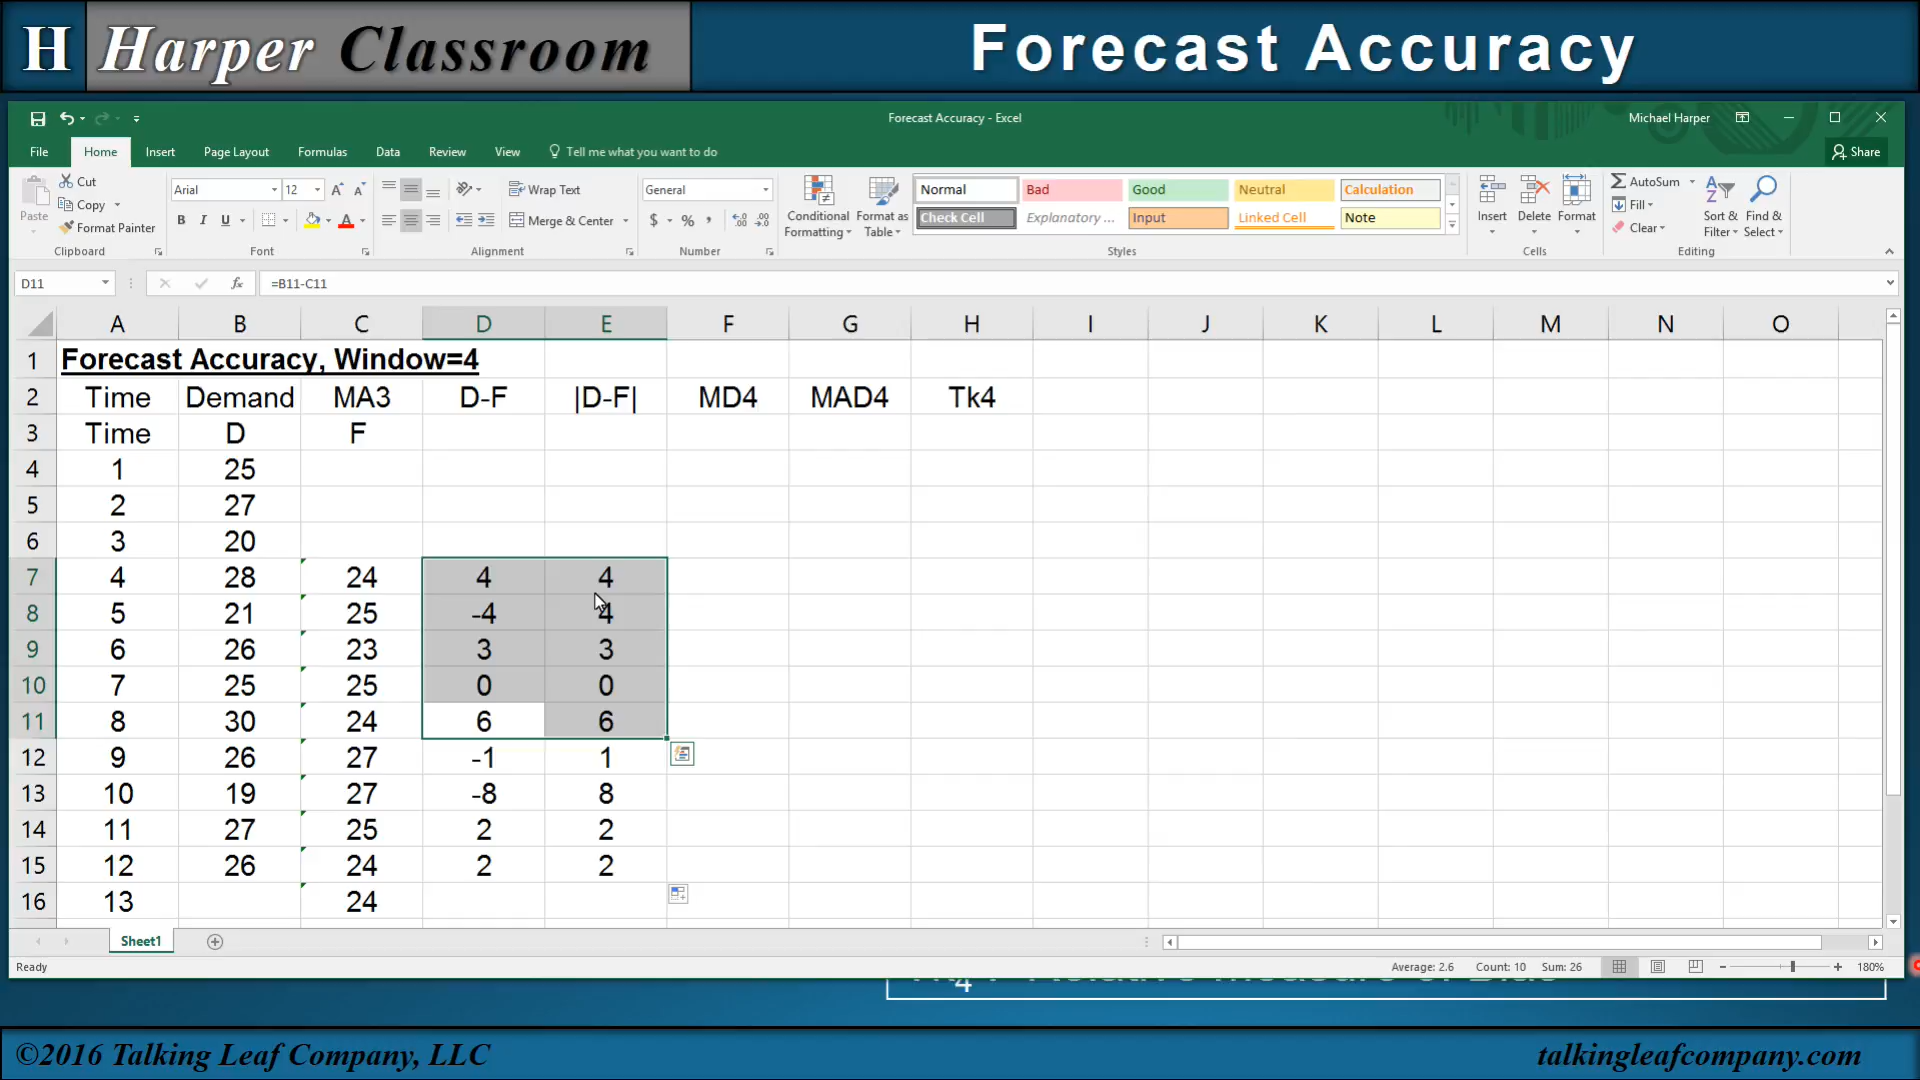 H Harper Classroom Forecast Accuracy
Forecast Accuracy - Excel Michael Harper
File Home Insert Page Layout Formulas Data Review View Tell me what you want to do Share
Paste Cut Copy Format Painter Clipboard
Arial 12 B I U A Font
Wrap Text Merge & Center Alignment
General $ % , Number
Conditional Formatting Format as Table
Normal Bad Good Neutral Calculation
Check Cell Explanatory ... Input Linked Cell Note
Styles
Insert Delete Format Cells
AutoSum Fill Clear Sort & Filter Find & Select Editing
D11 fx =B11-C11
A B C D E F G H I J K L M N O
1 Forecast Accuracy, Window=4
2 Time Demand MA3 D-F |D-F| MD4 MAD4 Tk4
3 Time D F
4 1 25
5 2 27
6 3 20
7 4 28 24 4 4
8 5 21 25 -4 4
9 6 26 23 3 3
10 7 25 25 0 0
11 8 30 24 6 6
12 9 26 27 -1 1
13 10 19 27 -8 8
14 11 27 25 2 2
15 12 26 24 2 2
16 13 24
Sheet1
Ready Average: 2.6 Count: 10 Sum: 26 180%
©2016 Talking Leaf Company, LLC talkingleafcompany.com